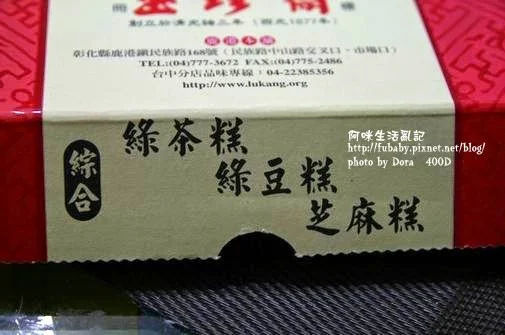 創立於清光緒三年(西元1877年)
鹿港本舖
彰化縣鹿港鎮民族路168號(民族路中山路交叉口、市場口)
TEL:(04)777-3672 FAX:(04)775-2486
台中分店品味專線:04-22385356
http://www.lukang.org
綜合
綠茶糕
綠豆糕
芝麻糕
阿咪生活亂記
http://fubaby.pixnet.net/blog/
photo by Dora 400D